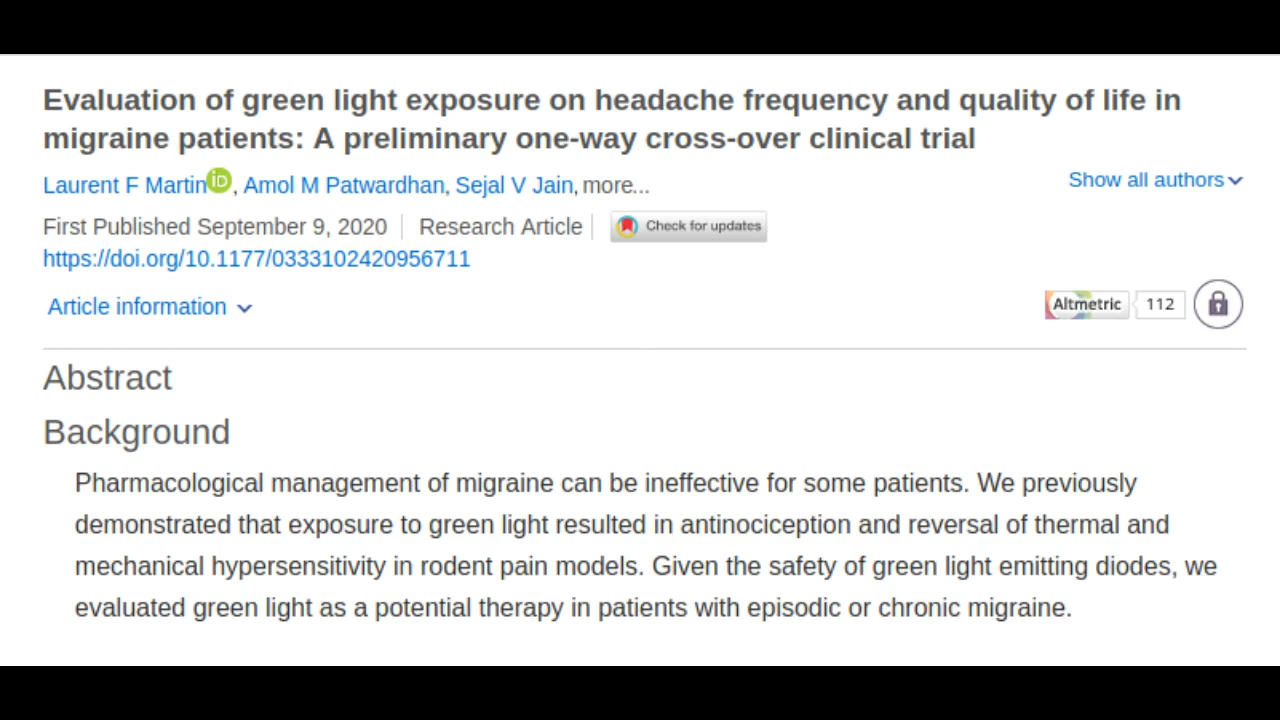 Evaluation of green light exposure on headache frequency and quality of life in
migraine patients: A preliminary one-way cross-over clinical trial
Laurent F Martin iD, Amol M Patwardhan, Sejal V Jain, more...
Show all authors
First Published September 9, 2020 | Research Article | Check for updates
https://doi.org/10.1177/0333102420956711
Article information
Altmetric 112
Abstract
Background
Pharmacological management of migraine can be ineffective for some patients. We previously
demonstrated that exposure to green light resulted in antinociception and reversal of thermal and
mechanical hypersensitivity in rodent pain models. Given the safety of green light emitting diodes, we
evaluated green light as a potential therapy in patients with episodic or chronic migraine.